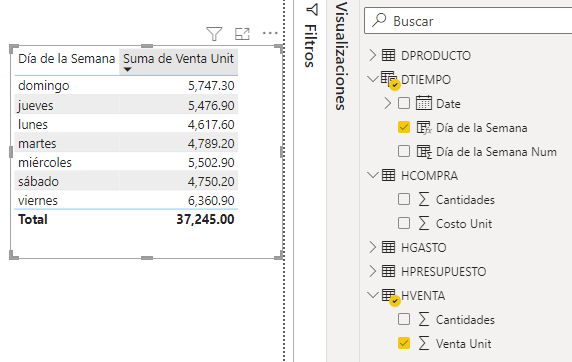 Día de la Semana Suma de Venta Unit
domingo 5,747.30
jueves 5,476.90
lunes 4,617.60
martes 4,789.20
miércoles 5,502.90
sábado 4,750.20
viernes 6,360.90
Total 37,245.00
Filtros
Visualizaciones
Buscar
DPRODUCTO
DTIEMPO
Date
Día de la Semana
Día de la Semana Num
HCOMPRA
Cantidades
Costo Unit
HGASTO
HPRESUPUESTO
HVENTA
Cantidades
Venta Unit